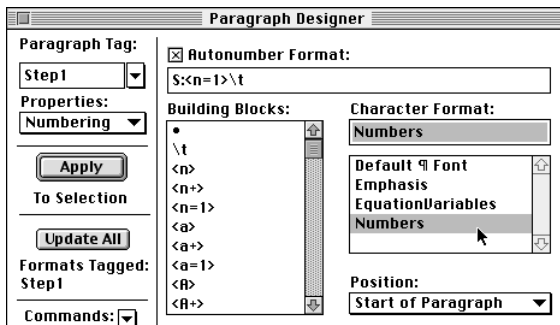 Paragraph Designer
Paragraph Tag:
Step1
Properties:
Numbering
Apply
To Selection
Update All
Formats Tagged:
Step1
Commands:
Autonumber Format:
S:<n=1>\t
Building Blocks:
•
\t
<n>
<n+>
<n=1>
<a>
<a+>
<a=1>
<A>
<A+>
Character Format:
Numbers
Default ¶ Font
Emphasis
EquationVariables
Numbers
Position:
Start of Paragraph